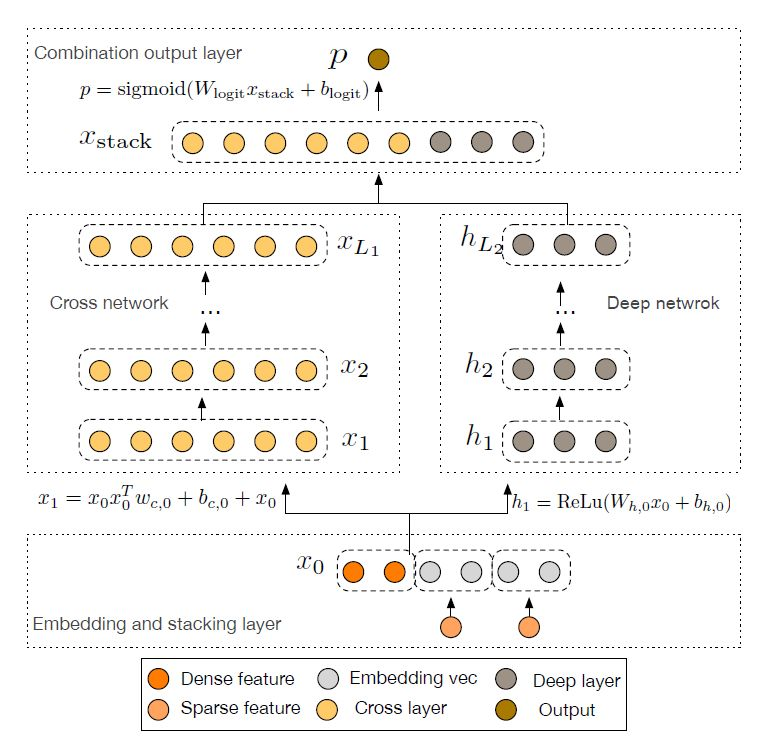 Combination output layer
p
p = sigmoid(W_logit x_stack + b_logit)
x_stack
x_{L_1}
h_{L_2}
Cross network
...
...
Deep netwrok
x_2
h_2
x_1
h_1
x_1 = x_0 x_0^T w_{c,0} + b_{c,0} + x_0
h_1 = ReLu(W_{h,0} x_0 + b_{h,0})
x_0
Embedding and stacking layer
Dense feature
Embedding vec
Deep layer
Sparse feature
Cross layer
Output